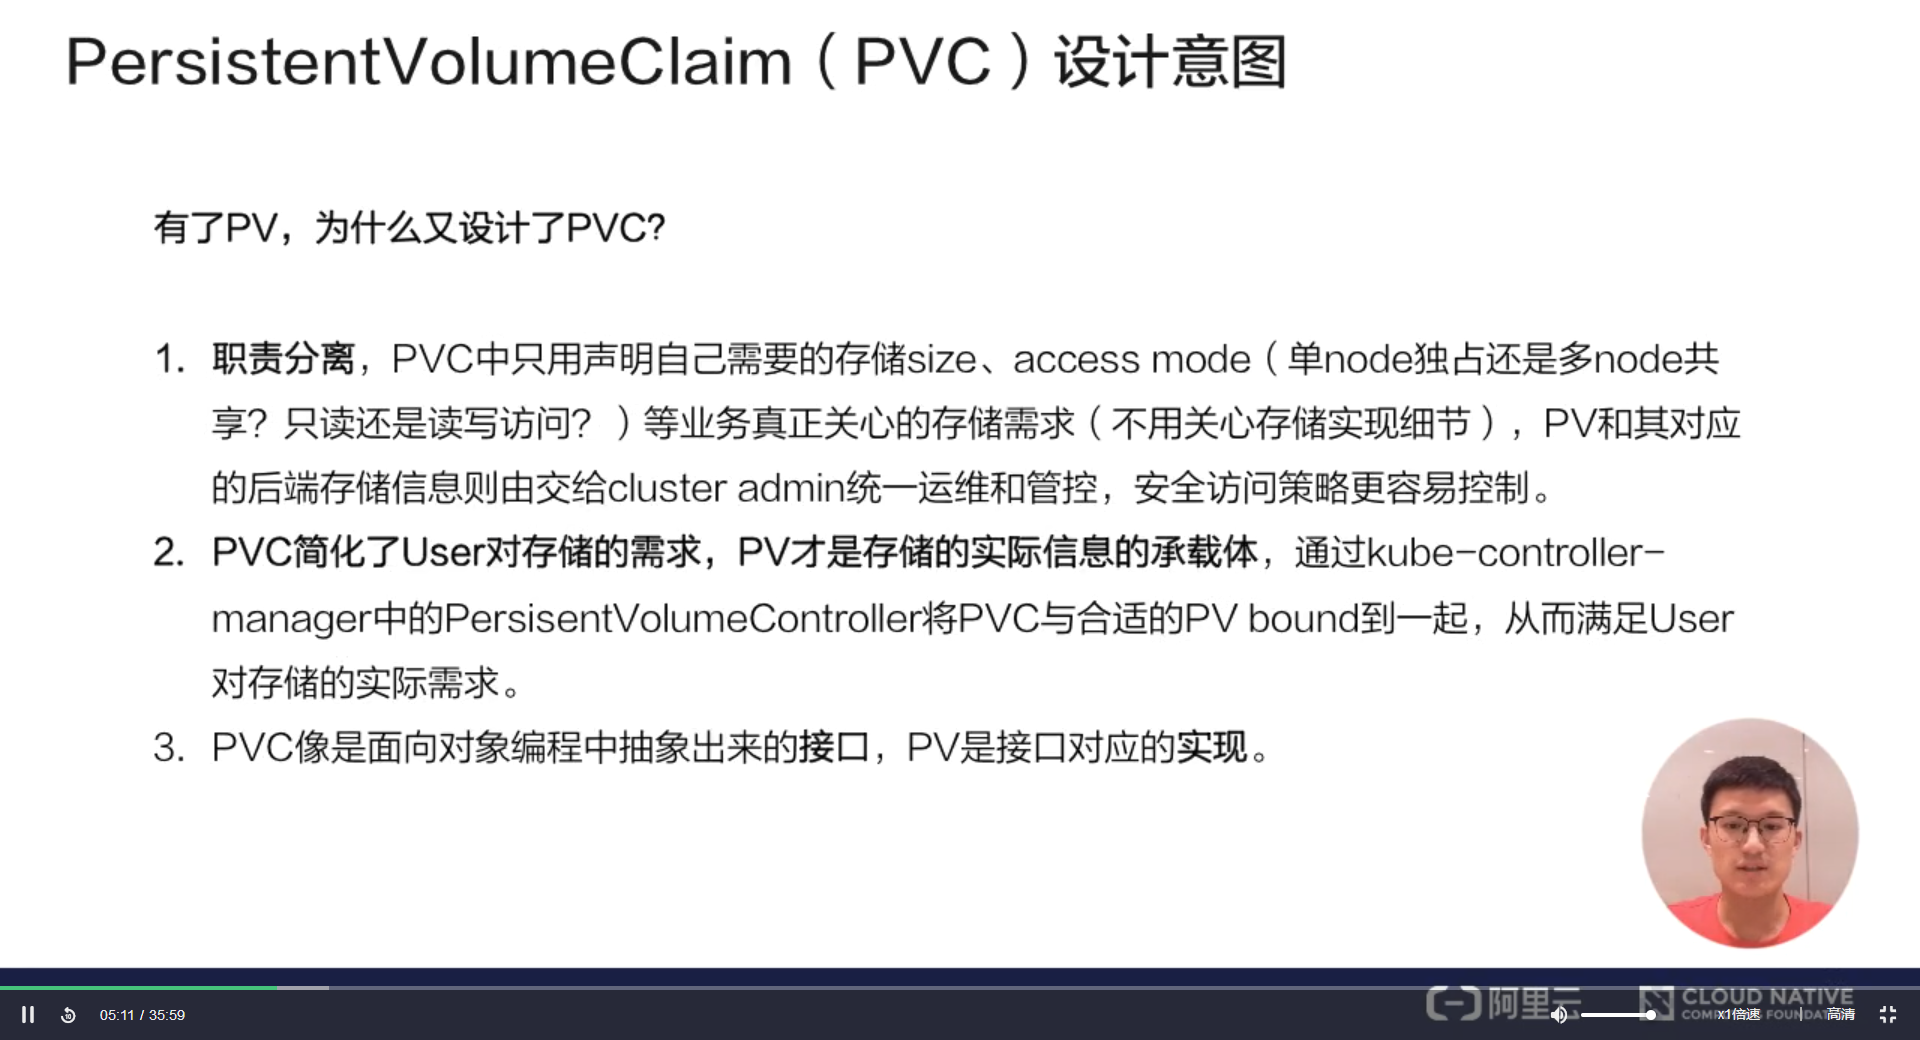 PersistentVolumeClaim（PVC）设计意图
有了PV，为什么又设计了PVC?
1. 职责分离，PVC中只用声明自己需要的存储size、access mode（单node独占还是多node共
享？只读还是读写访问？）等业务真正关心的存储需求（不用关心存储实现细节），PV和其对应
的后端存储信息则由交给cluster admin统一运维和管控，安全访问策略更容易控制。
2. PVC简化了User对存储的需求，PV才是存储的实际信息的承载体，通过kube-controller-
manager中的PersisentVolumeController将PVC与合适的PV bound到一起，从而满足User
对存储的实际需求。
3. PVC像是面向对象编程中抽象出来的接口，PV是接口对应的实现。
阿里云
CLOUD NATIVE
10
05:11 / 35:59
x1倍速
高清